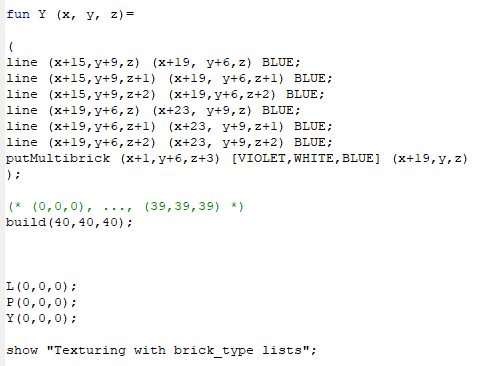 fun Y (x, y, z)=
(
line (x+15,y+9,z) (x+19, y+6,z) BLUE;
line (x+15,y+9,z+1) (x+19, y+6,z+1) BLUE;
line (x+15,y+9,z+2) (x+19,y+6,z+2) BLUE;
line (x+19,y+6,z) (x+23, y+9,z) BLUE;
line (x+19,y+6,z+1) (x+23, y+9,z+1) BLUE;
line (x+19,y+6,z+2) (x+23, y+9,z+2) BLUE;
putMultibrick (x+1,y+6,z+3) [VIOLET,WHITE,BLUE] (x+19,y,z)
);
(* (0,0,0), ..., (39,39,39) *)
build(40,40,40);
L(0,0,0);
P(0,0,0);
Y(0,0,0);
show "Texturing with brick_type lists";